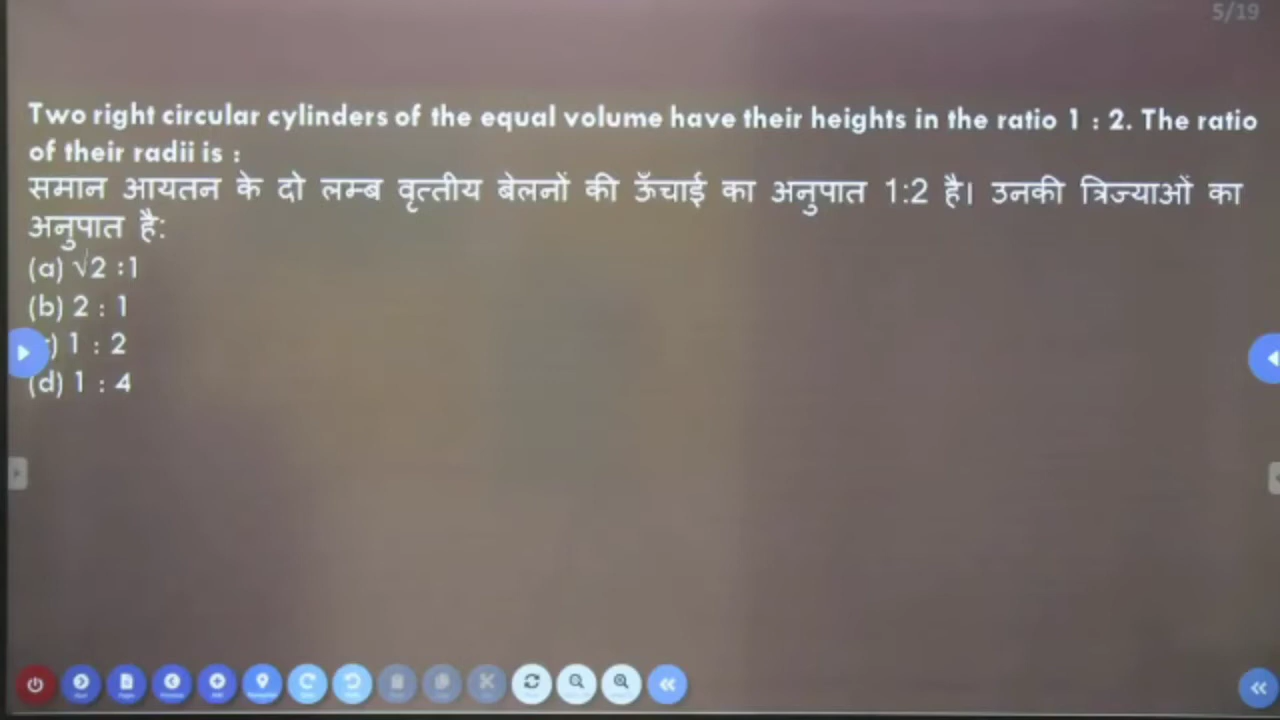 5/19
Two right circular cylinders of the equal volume have their heights in the ratio 1 : 2. The ratio
of their radii is :
समान आयतन के दो लम्ब वृत्तीय बेलनों की ऊँचाई का अनुपात 1:2 है। उनकी त्रिज्याओं का
अनुपात है:
(a) √2 :1
(b) 2 : 1
) 1 : 2
(d) 1 : 4